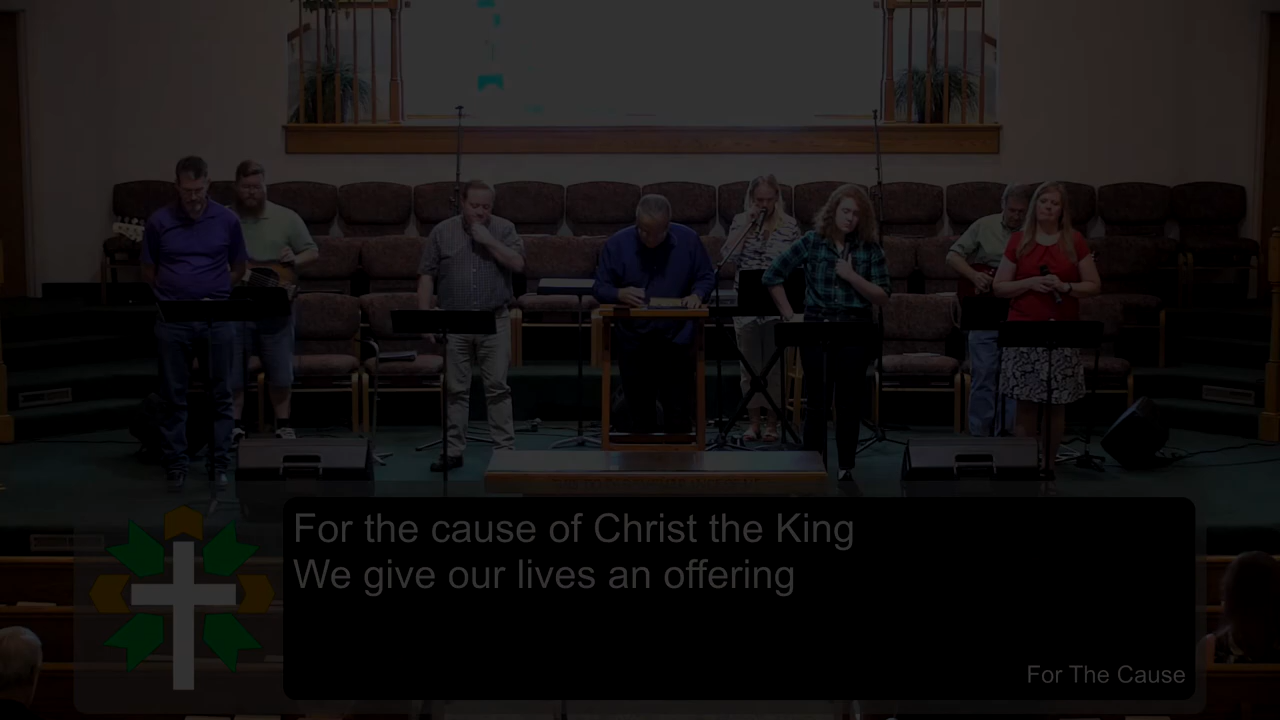 For the cause of Christ the King
We give our lives an offering
For The Cause